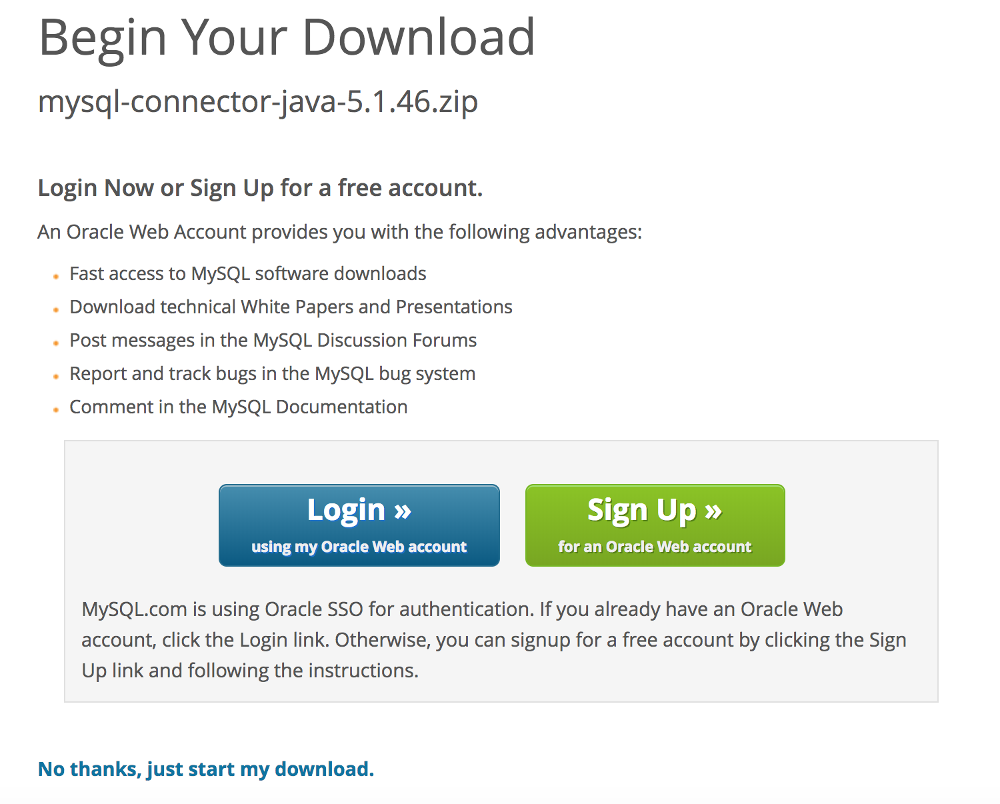 Begin Your Download
mysql-connector-java-5.1.46.zip
Login Now or Sign Up for a free account.
An Oracle Web Account provides you with the following advantages:
Fast access to MySQL software downloads
Download technical White Papers and Presentations
Post messages in the MySQL Discussion Forums
Report and track bugs in the MySQL bug system
Comment in the MySQL Documentation
Login »
using my Oracle Web account
Sign Up »
for an Oracle Web account
MySQL.com is using Oracle SSO for authentication. If you already have an Oracle Web
account, click the Login link. Otherwise, you can signup for a free account by clicking the Sign
Up link and following the instructions.
No thanks, just start my download.